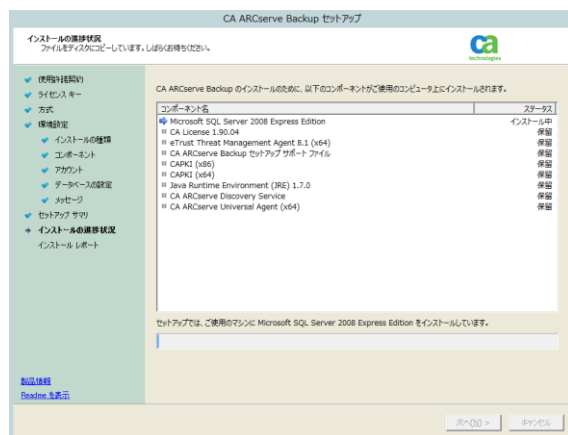 CA ARCserve Backup セットアップ
インストールの進捗状況
ファイルをディスクにコピーしています。しばらくお待ちください。
ca
technologies
使用許諾契約
ライセンス キー
方式
環境設定
インストールの種類
コンポーネント
アカウント
データベースの設定
メッセージ
セットアップ サマリ
インストールの進捗状況
インストール レポート
製品情報
Readme を表示
CA ARCserve Backup のインストールのために、以下のコンポーネントがご使用のコンピュータ上にインストールされます。
コンポーネント名 ステータス
Microsoft SQL Server 2008 Express Edition インストール中
CA License 1.90.04 保留
eTrust Threat Management Agent 8.1 (x64) 保留
CA ARCserve Backup セットアップ サポート ファイル 保留
CAPKI (x86) 保留
CAPKI (x64) 保留
Java Runtime Environment (JRE) 1.7.0 保留
CA ARCserve Discovery Service 保留
CA ARCserve Universal Agent (x64) 保留
セットアップでは、ご使用のマシンに Microsoft SQL Server 2008 Express Edition をインストールしています。
次へ(N) > キャンセル